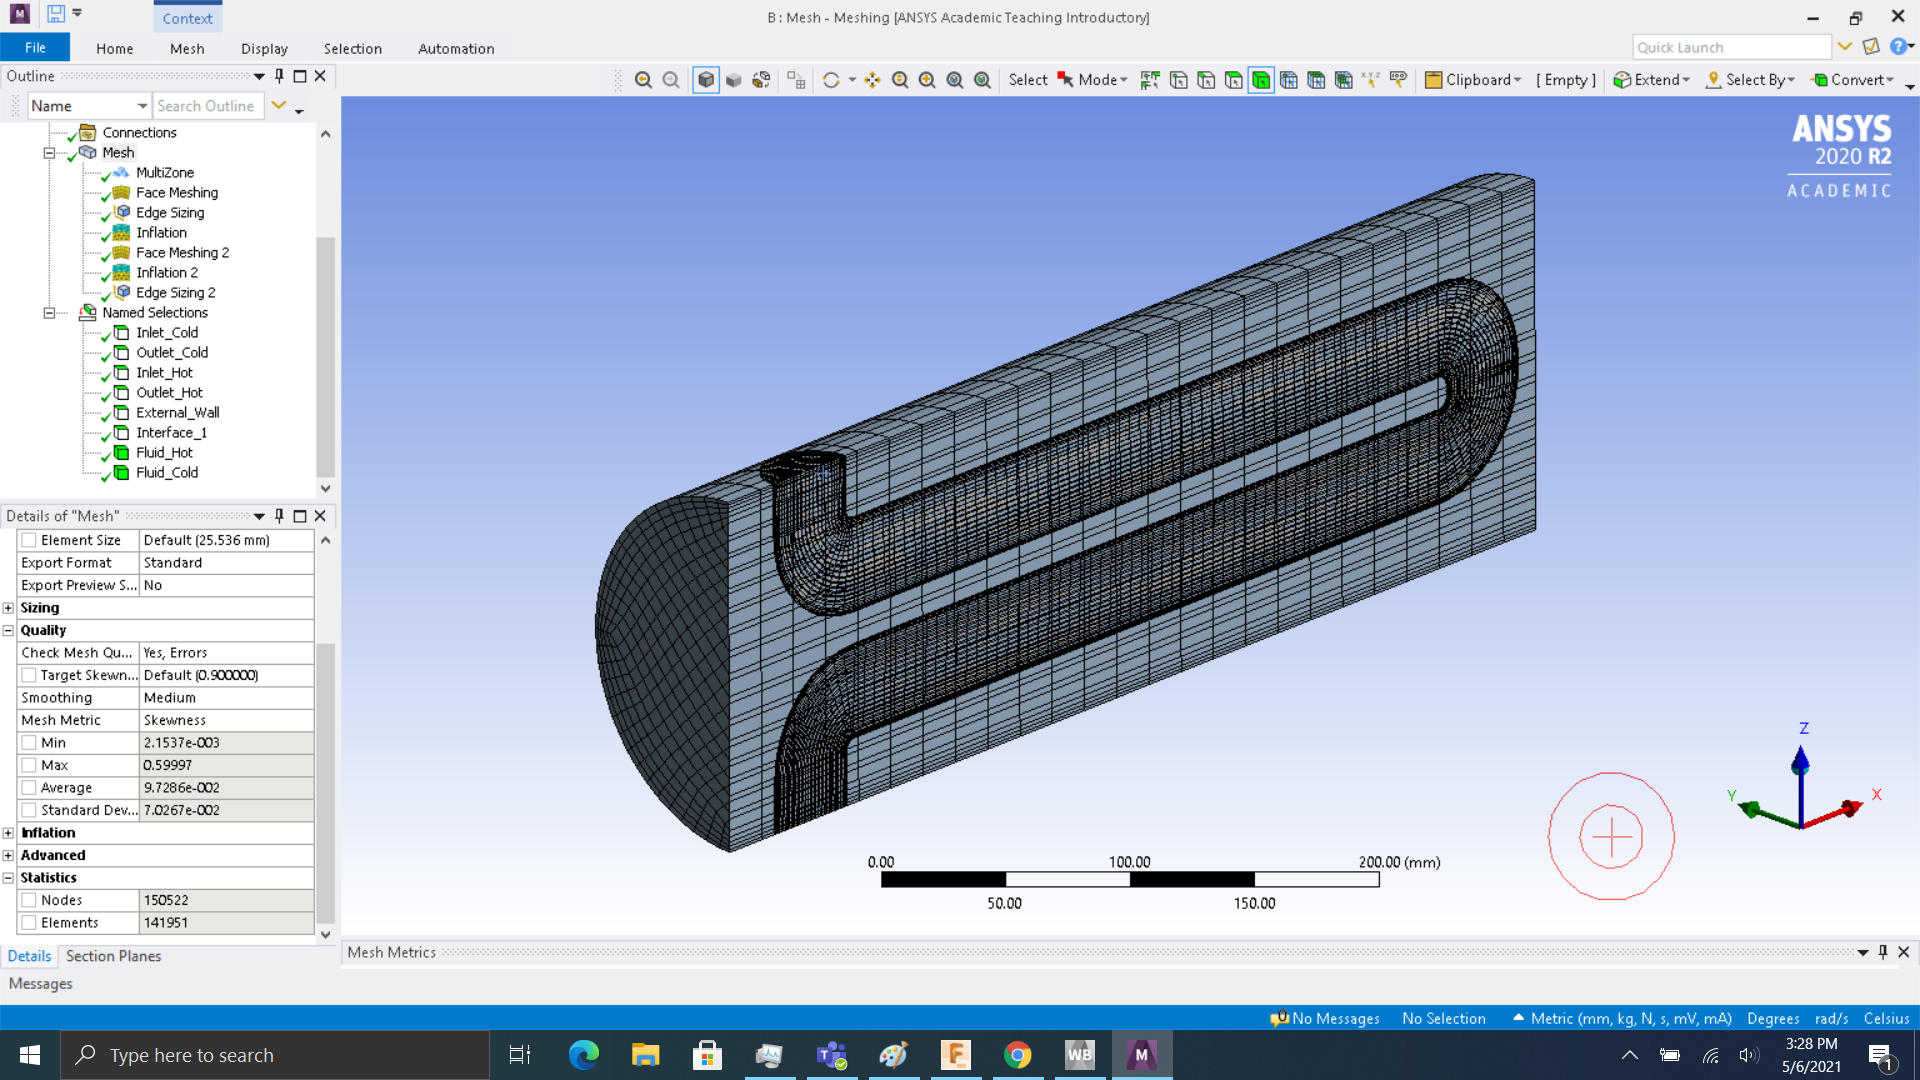 Context
B : Mesh - Meshing [ANSYS Academic Teaching Introductory]
File Home Mesh Display Selection Automation
Quick Launch
Outline
Name Search Outline
Select Mode Clipboard [ Empty ] Extend Select By Convert
Connections
Mesh
MultiZone
Face Meshing
Edge Sizing
Inflation
Face Meshing 2
Inflation 2
Edge Sizing 2
Named Selections
Inlet_Cold
Outlet_Cold
Inlet_Hot
Outlet_Hot
External_Wall
Interface_1
Fluid_Hot
Fluid_Cold
ANSYS
2020 R2
ACADEMIC
Details of "Mesh"
Element Size Default (25.536 mm)
Export Format Standard
Export Preview S... No
Sizing
Quality
Check Mesh Qu... Yes, Errors
Target Skewn... Default (0.900000)
Smoothing Medium
Mesh Metric Skewness
Min 2.1537e-003
Max 0.59997
Average 9.7286e-002
Standard Dev... 7.0267e-002
Inflation
Advanced
Statistics
Nodes 150522
Elements 141951
Details Section Planes
Z
Y
X
0.00 100.00 200.00 (mm)
50.00 150.00
Mesh Metrics
Messages
0 No Messages No Selection Metric (mm, kg, N, s, mV, mA) Degrees rad/s Celsius
Type here to search
WB
M
3:28 PM
5/6/2021
1